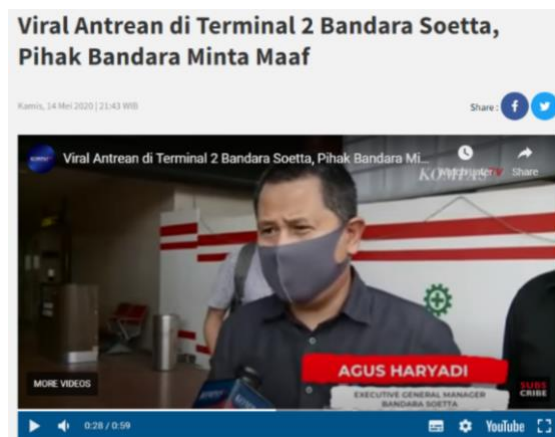 Viral Antrean di Terminal 2 Bandara Soetta,
Pihak Bandara Minta Maaf
Kamis, 14 Mei 2020 | 21:43 WIB
Share :
Viral Antrean di Terminal 2 Bandara Soetta, Pihak Bandara Mi...
KOMPAS TV
Share
AGUS HARYADI
EXECUTIVE GENERAL MANAGER
BANDARA SOETTA
MORE VIDEOS
SUBS
CRIBE
0:28 / 0:59
YouTube